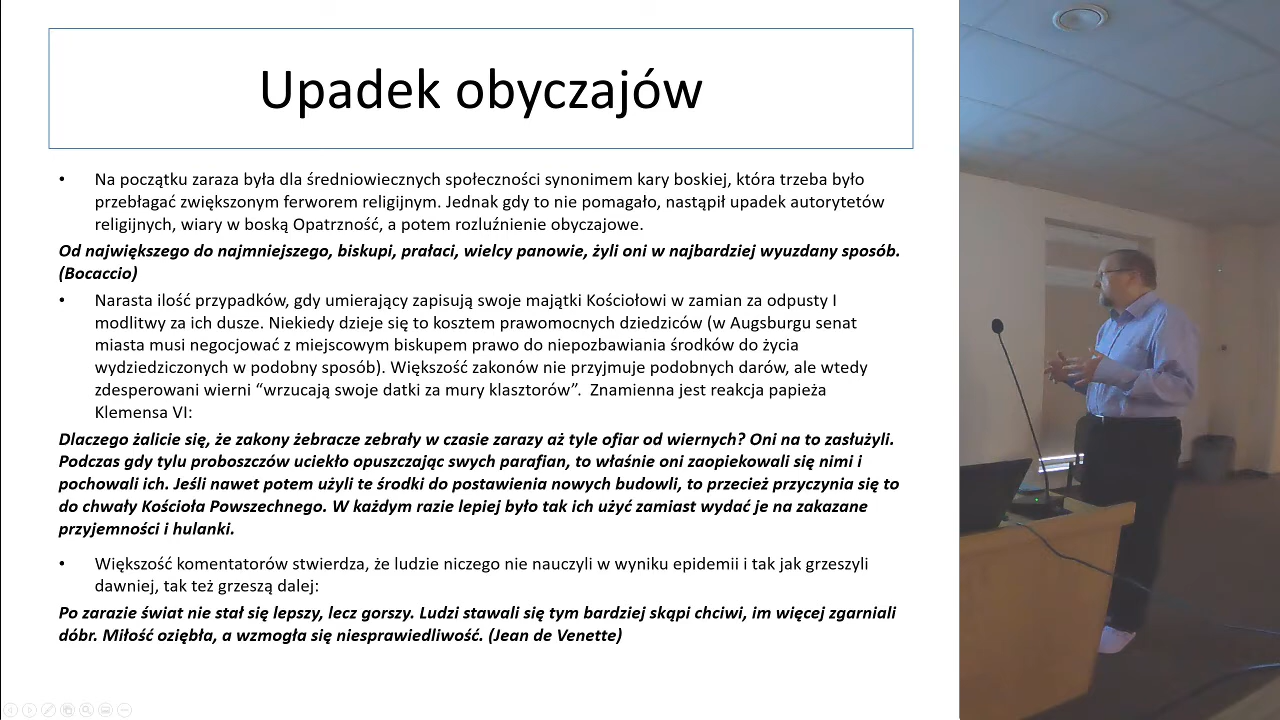 Upadek obyczajów
• Na początku zaraza była dla średniowiecznych społeczności synonimem kary boskiej, która trzeba było
przebłagać zwiększonym ferworem religijnym. Jednak gdy to nie pomagało, nastąpił upadek autorytetów
religijnych, wiary w boską Opatrzność, a potem rozluźnienie obyczajowe.
Od największego do najmniejszego, biskupi, prałaci, wielcy panowie, żyli oni w najbardziej wyuzdany sposób.
(Bocaccio)
• Narasta ilość przypadków, gdy umierający zapisują swoje majątki Kościołowi w zamian za odpusty I
modlitwy za ich dusze. Niekiedy dzieje się to kosztem prawomocnych dziedziców (w Augsburgu senat
miasta musi negocjować z miejscowym biskupem prawo do niepozbawiania środków do życia
wydziedziczonych w podobny sposób). Większość zakonów nie przyjmuje podobnych darów, ale wtedy
zdesperowani wierni “wrzucają swoje datki za mury klasztorów”. Znamienna jest reakcja papieża
Klemensa VI:
Dlaczego żalicie się, że zakony żebracze zebrały w czasie zarazy aż tyle ofiar od wiernych? Oni na to zasłużyli.
Podczas gdy tylu proboszczów uciekło opuszczając swych parafian, to właśnie oni zaopiekowali się nimi i
pochowali ich. Jeśli nawet potem użyli te środki do postawienia nowych budowli, to przecież przyczynia się to
do chwały Kościoła Powszechnego. W każdym razie lepiej było tak ich użyć zamiast wydać je na zakazane
przyjemności i hulanki.
• Większość komentatorów stwierdza, że ludzie niczego nie nauczyli w wyniku epidemii i tak jak grzeszyli
dawniej, tak też grzeszą dalej:
Po zarazie świat nie stał się lepszy, lecz gorszy. Ludzi stawali się tym bardziej skąpi chciwi, im więcej zgarniali
dóbr. Miłość oziębła, a wzmogła się niesprawiedliwość. (Jean de Venette)